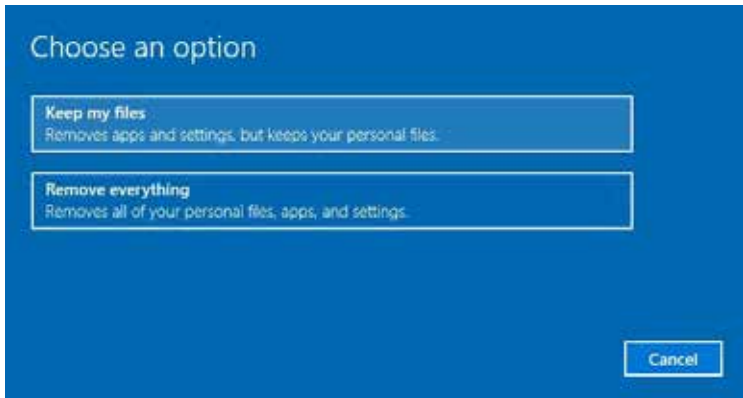 Choose an option
Keep my files
Removes apps and settings, but keeps your personal files.
Remove everything
Removes all of your personal files, apps, and settings.
Cancel